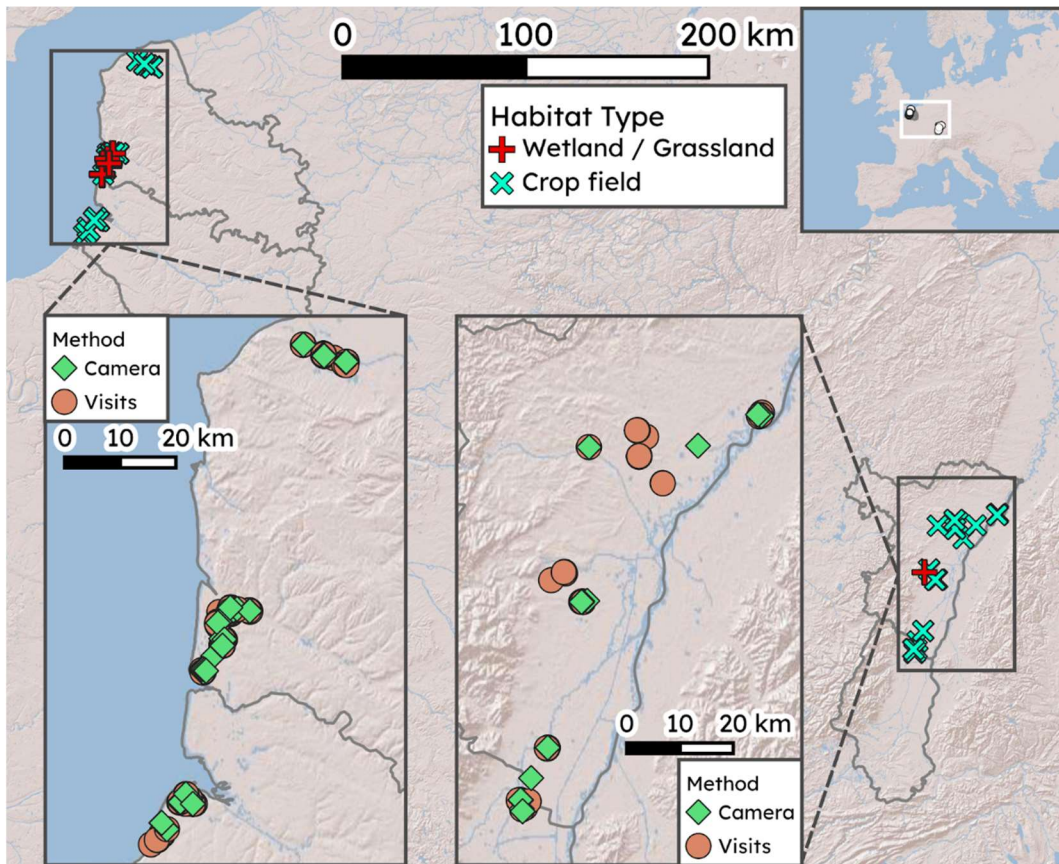 0 100 200 km
Habitat Type
Wetland / Grassland
Crop field
Method
Camera
Visits
0 10 20 km
0 10 20 km
Method
Camera
Visits